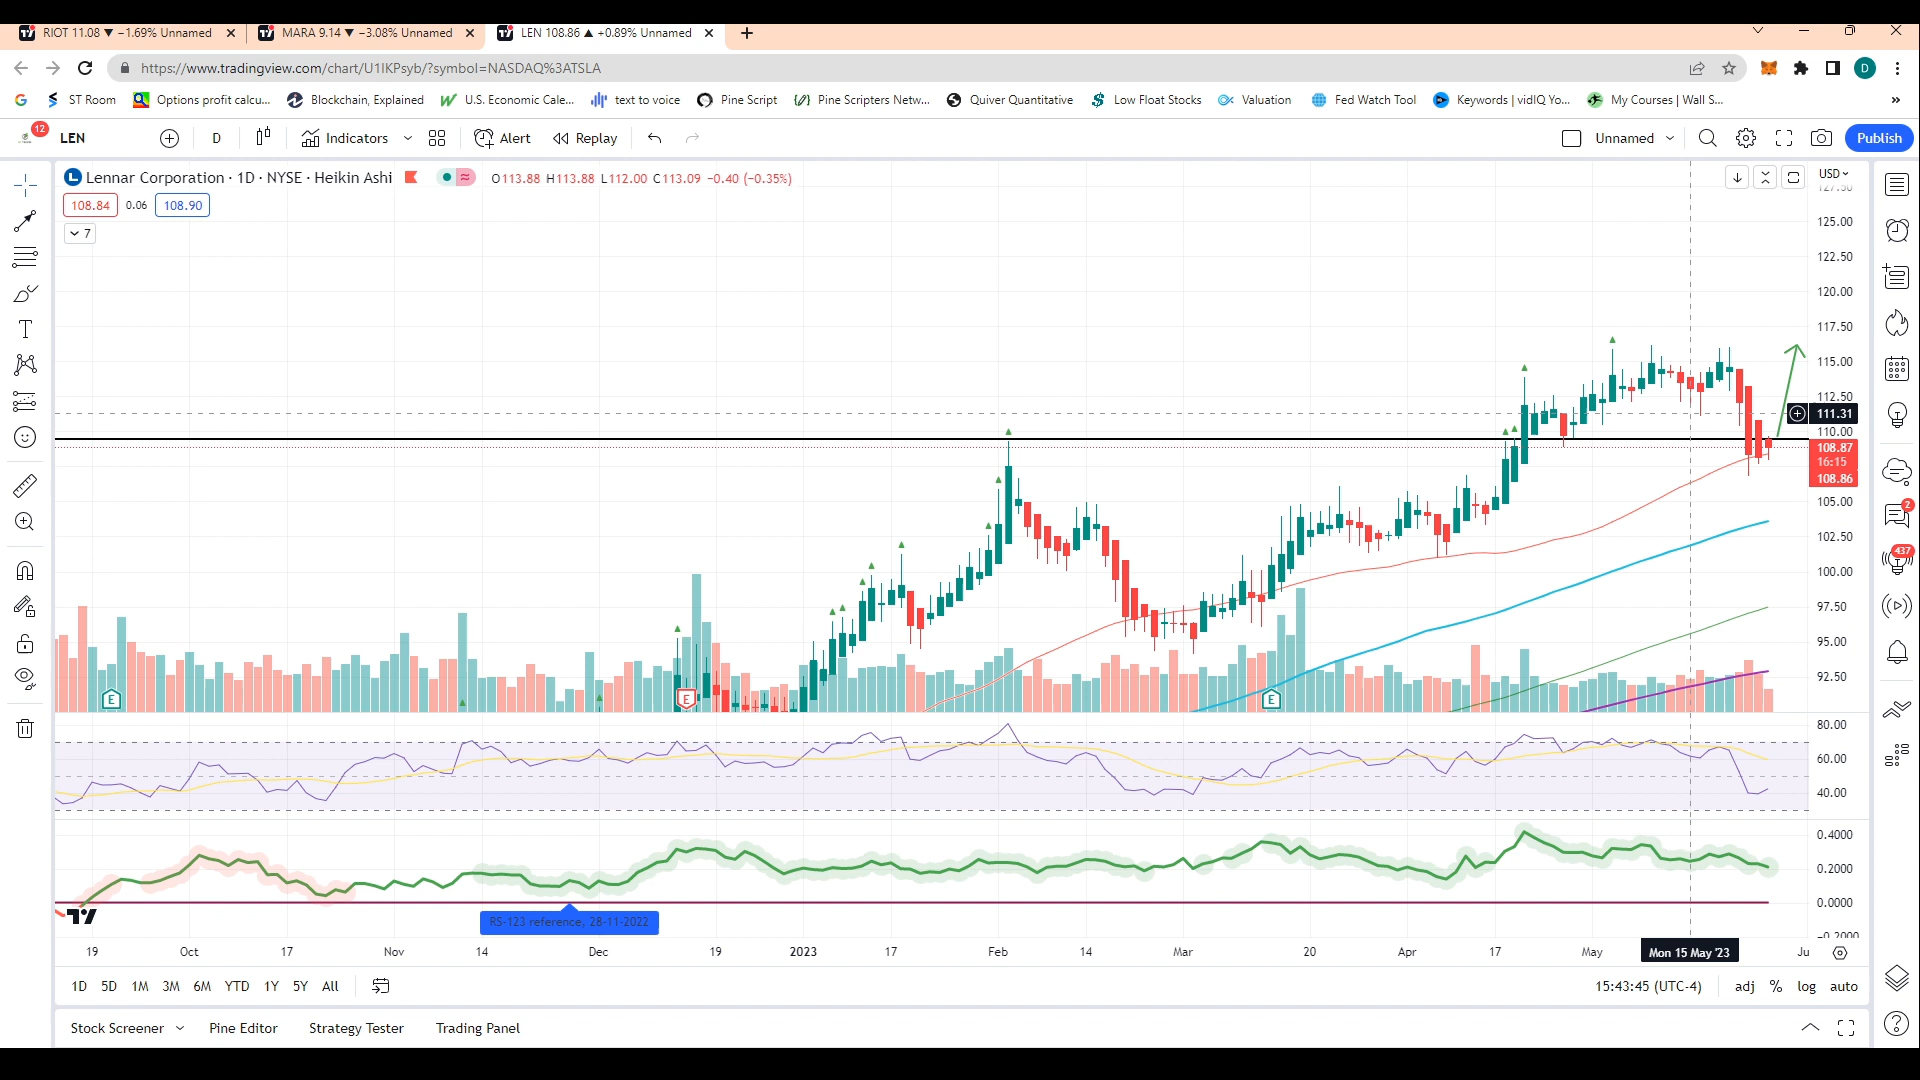 RIOT 11.08 ▼ −1.69% Unnamed
MARA 9.14 ▼ −3.08% Unnamed
LEN 108.86 ▲ +0.89% Unnamed
https://www.tradingview.com/chart/U1IKPsyb/?symbol=NASDAQ%3ATSLA
D
ST Room
Options profit calcu...
Blockchain, Explained
U.S. Economic Cale...
text to voice
Pine Script
Pine Scripters Netw...
Quiver Quantitative
Low Float Stocks
Valuation
Fed Watch Tool
Keywords | vidIQ Yo...
My Courses | Wall S...
»
12
LEN
D
Indicators
Alert
Replay
Unnamed
Publish
Lennar Corporation · 1D · NYSE · Heikin Ashi
O113.88 H113.88 L112.00 C113.09 −0.40 (−0.35%)
USD
127.50
108.84
0.06
108.90
7
125.00
122.50
120.00
117.50
115.00
112.50
111.31
110.00
108.87
16:15
108.86
105.00
102.50
100.00
97.50
95.00
92.50
E
E
E
80.00
60.00
40.00
0.4000
0.2000
0.0000
−0.2000
RS-123 reference, 28-11-2022
19
Oct
17
Nov
14
Dec
19
2023
17
Feb
14
Mar
20
Apr
17
May
Mon 15 May '23
Ju
2
437
1D
5D
1M
3M
6M
YTD
1Y
5Y
All
15:43:45 (UTC-4)
adj
%
log
auto
Stock Screener
Pine Editor
Strategy Tester
Trading Panel